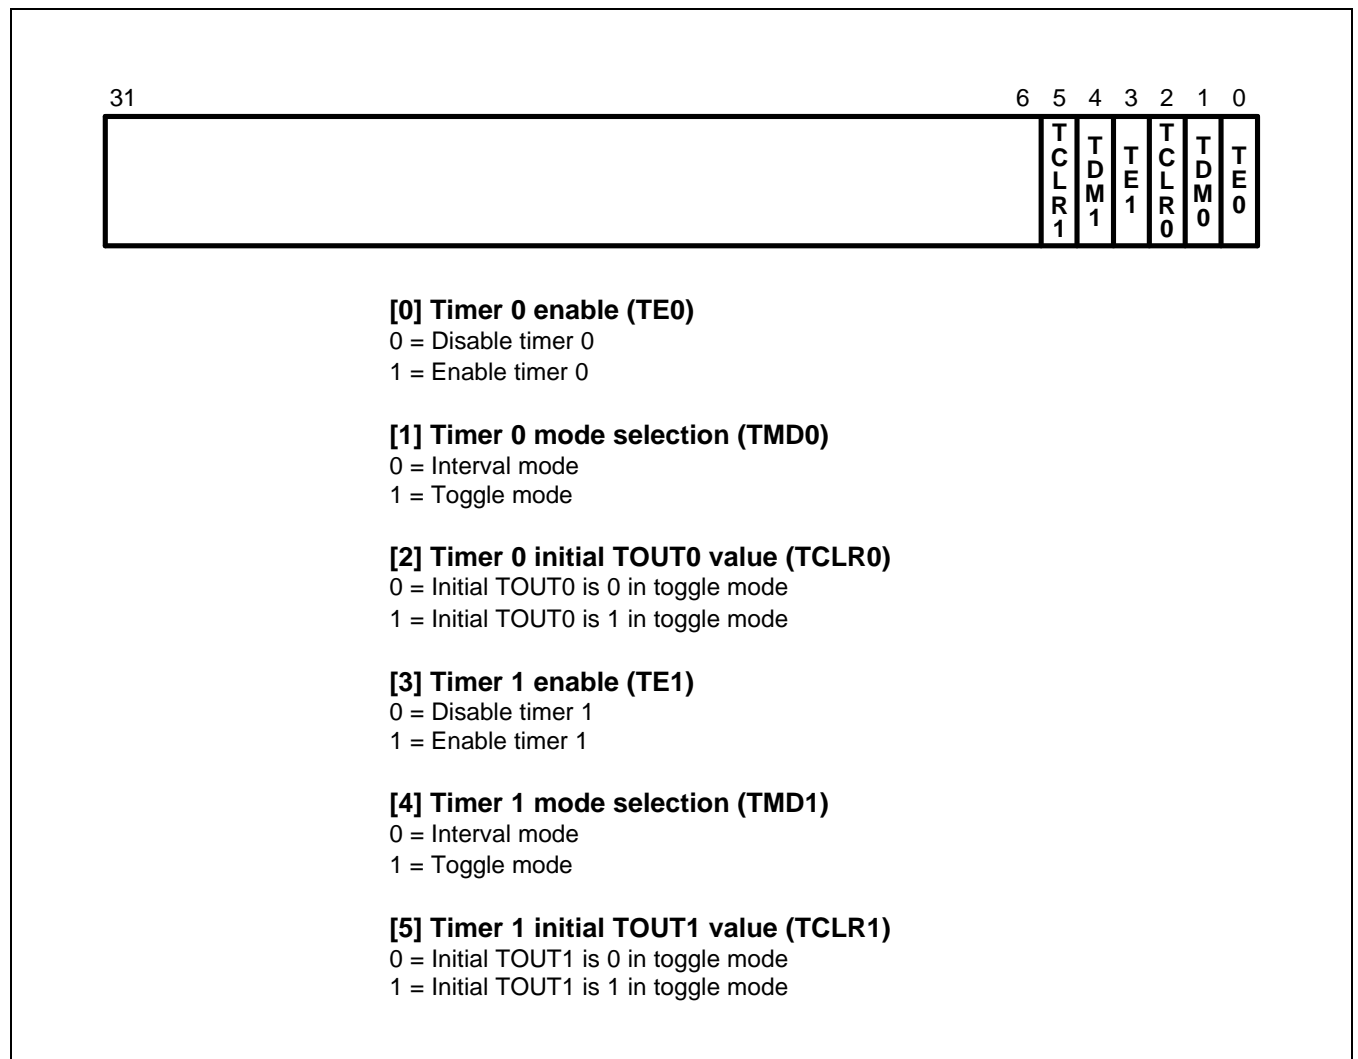 31 6 5 4 3 2 1 0
TCLR1 TDM1 TE1 TCLR0 TDM0 TE0
[0] Timer 0 enable (TE0)
0 = Disable timer 0
1 = Enable timer 0
[1] Timer 0 mode selection (TMD0)
0 = Interval mode
1 = Toggle mode
[2] Timer 0 initial TOUT0 value (TCLR0)
0 = Initial TOUT0 is 0 in toggle mode
1 = Initial TOUT0 is 1 in toggle mode
[3] Timer 1 enable (TE1)
0 = Disable timer 1
1 = Enable timer 1
[4] Timer 1 mode selection (TMD1)
0 = Interval mode
1 = Toggle mode
[5] Timer 1 initial TOUT1 value (TCLR1)
0 = Initial TOUT1 is 0 in toggle mode
1 = Initial TOUT1 is 1 in toggle mode